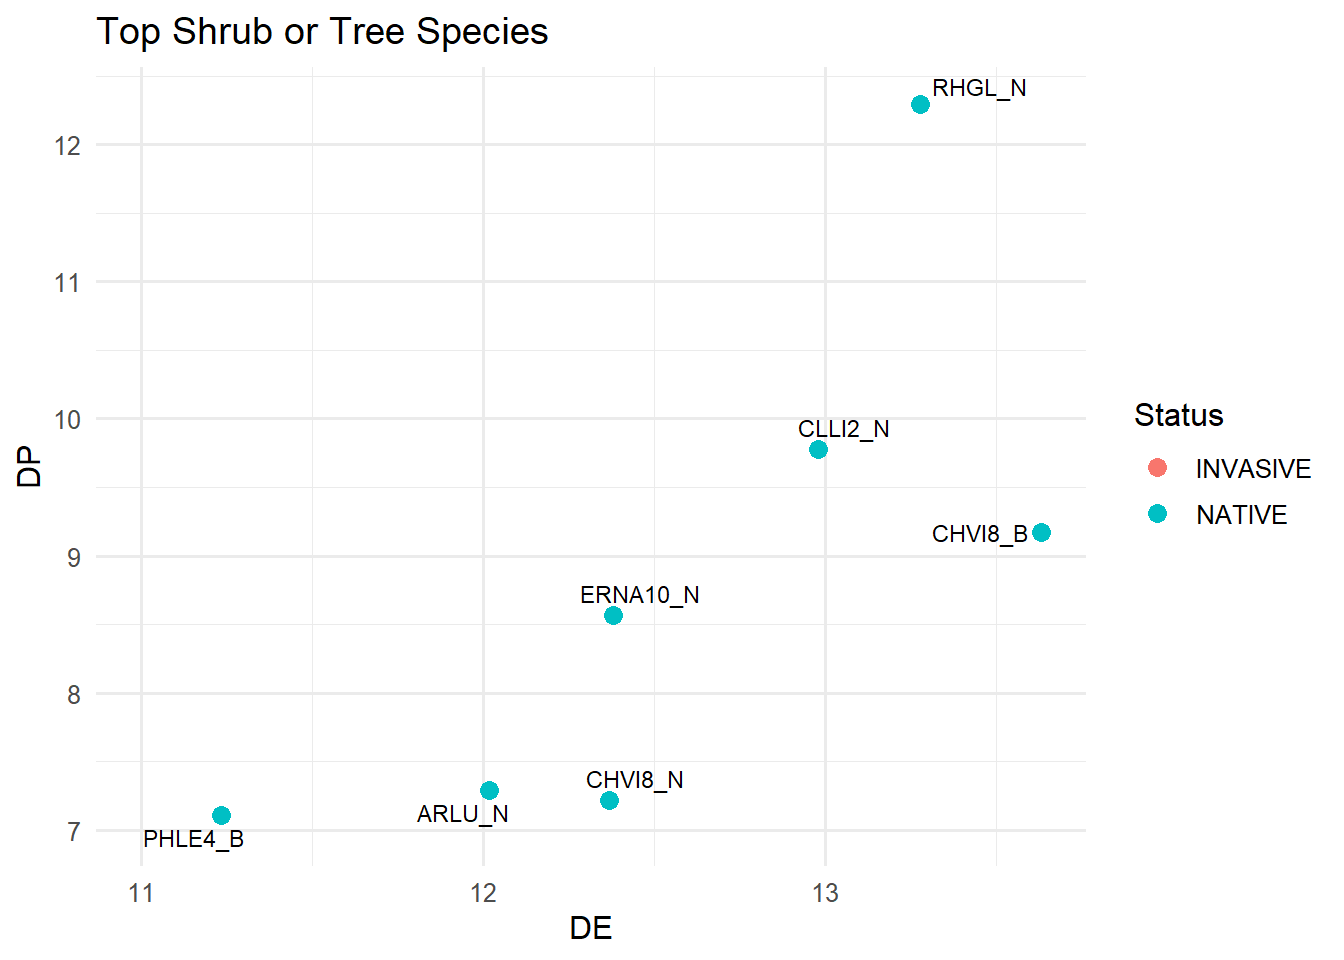 Top Shrub or Tree Species
RHGL_N
12
11
10
CLLI2_N
Status
DP
INVASIVE
NATIVE
CHVI8_B
9
ERNA10_N
8
CHVI8_N
ARLU_N
7
PHLE4_B
11
12
13
DE